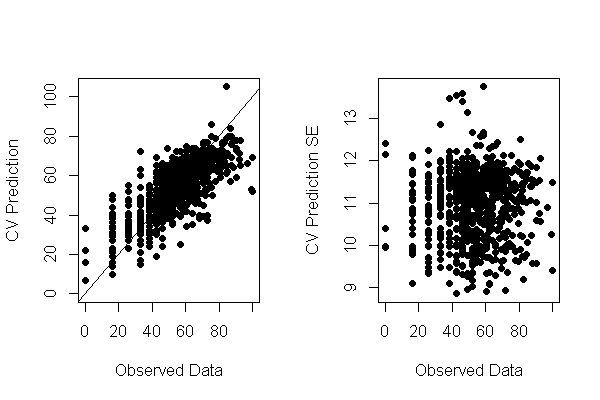 CV Prediction
100
80
60
40
20
0
0 20 40 60 80
Observed Data
CV Prediction SE
13
12
11
10
9
0 20 40 60 80
Observed Data